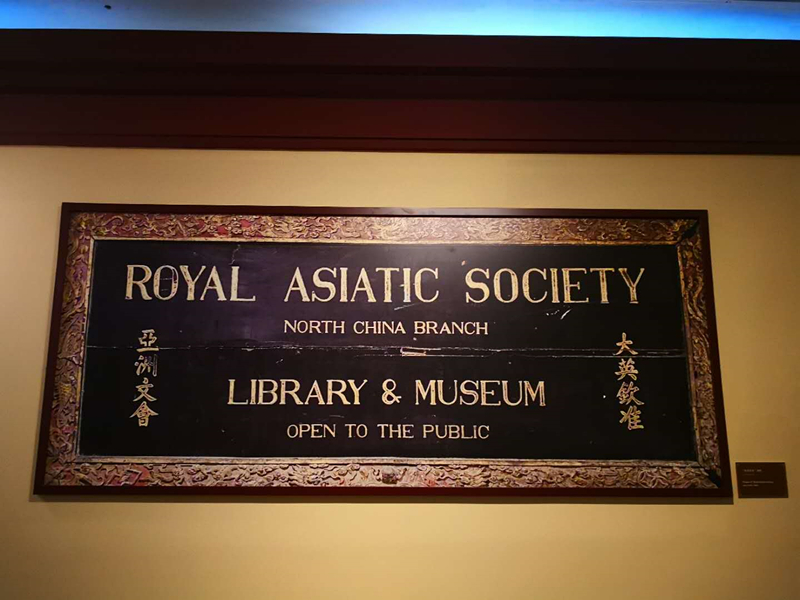 ROYAL ASIATIC SOCIETY
NORTH CHINA BRANCH
大英欽准
亞洲文會
LIBRARY & MUSEUM
OPEN TO THE PUBLIC